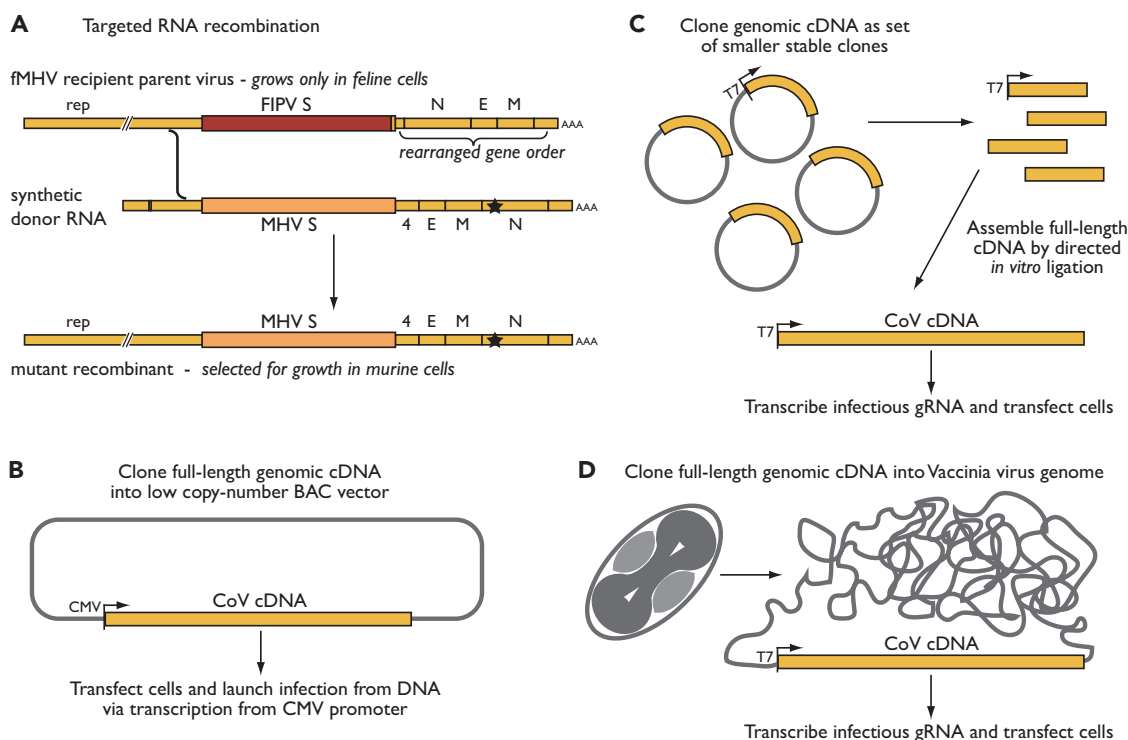 A Targeted RNA recombination
fMHV recipient parent virus - grows only in feline cells
rep FIPV S N E M
AAA
rearranged gene order
synthetic
donor RNA
AAA
MHV S 4 E M N
rep MHV S 4 E M N
AAA
mutant recombinant - selected for growth in murine cells
B Clone full-length genomic cDNA
into low copy-number BAC vector
CMV CoV cDNA
Transfect cells and launch infection from DNA
via transcription from CMV promoter
C Clone genomic cDNA as set
of smaller stable clones
T7
T7
Assemble full-length
cDNA by directed
in vitro ligation
T7 CoV cDNA
Transcribe infectious gRNA and transfect cells
D Clone full-length genomic cDNA into Vaccinia virus genome
T7 CoV cDNA
Transcribe infectious gRNA and transfect cells